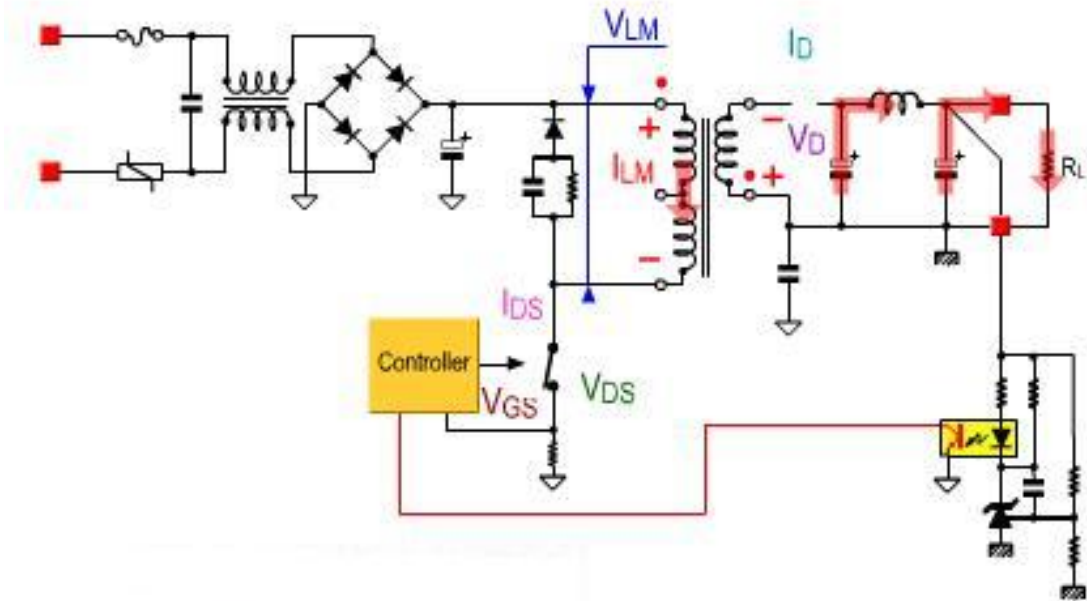 VLM
ID
+
−
VD
ILM
+
+
+
+
−
RL
IDS
Controller
VGS
VDS